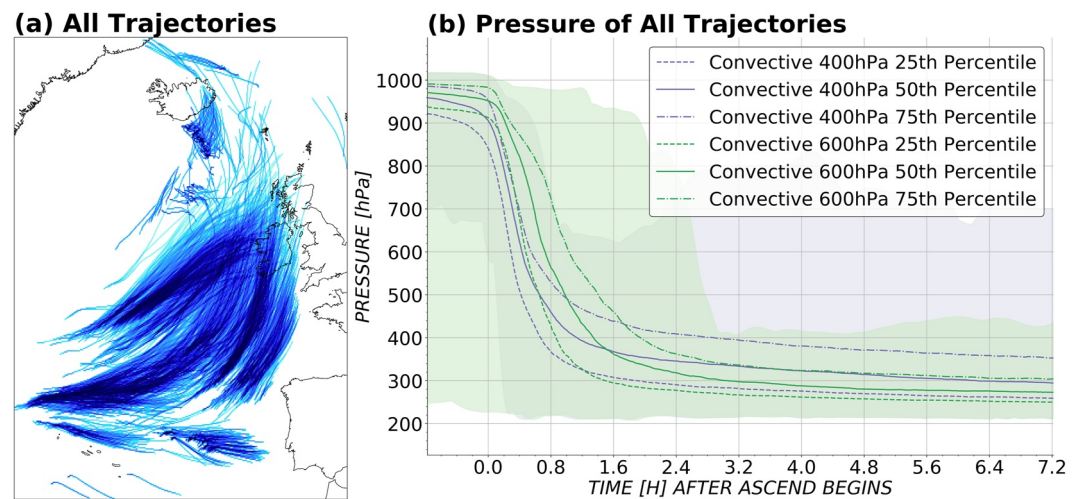 (a) All Trajectories
(b) Pressure of All Trajectories
PRESSURE [hPa]
1000
900
800
700
600
500
400
300
200
Convective 400hPa 25th Percentile
Convective 400hPa 50th Percentile
Convective 400hPa 75th Percentile
Convective 600hPa 25th Percentile
Convective 600hPa 50th Percentile
Convective 600hPa 75th Percentile
0.0 0.8 1.6 2.4 3.2 4.0 4.8 5.6 6.4 7.2
TIME [H] AFTER ASCEND BEGINS